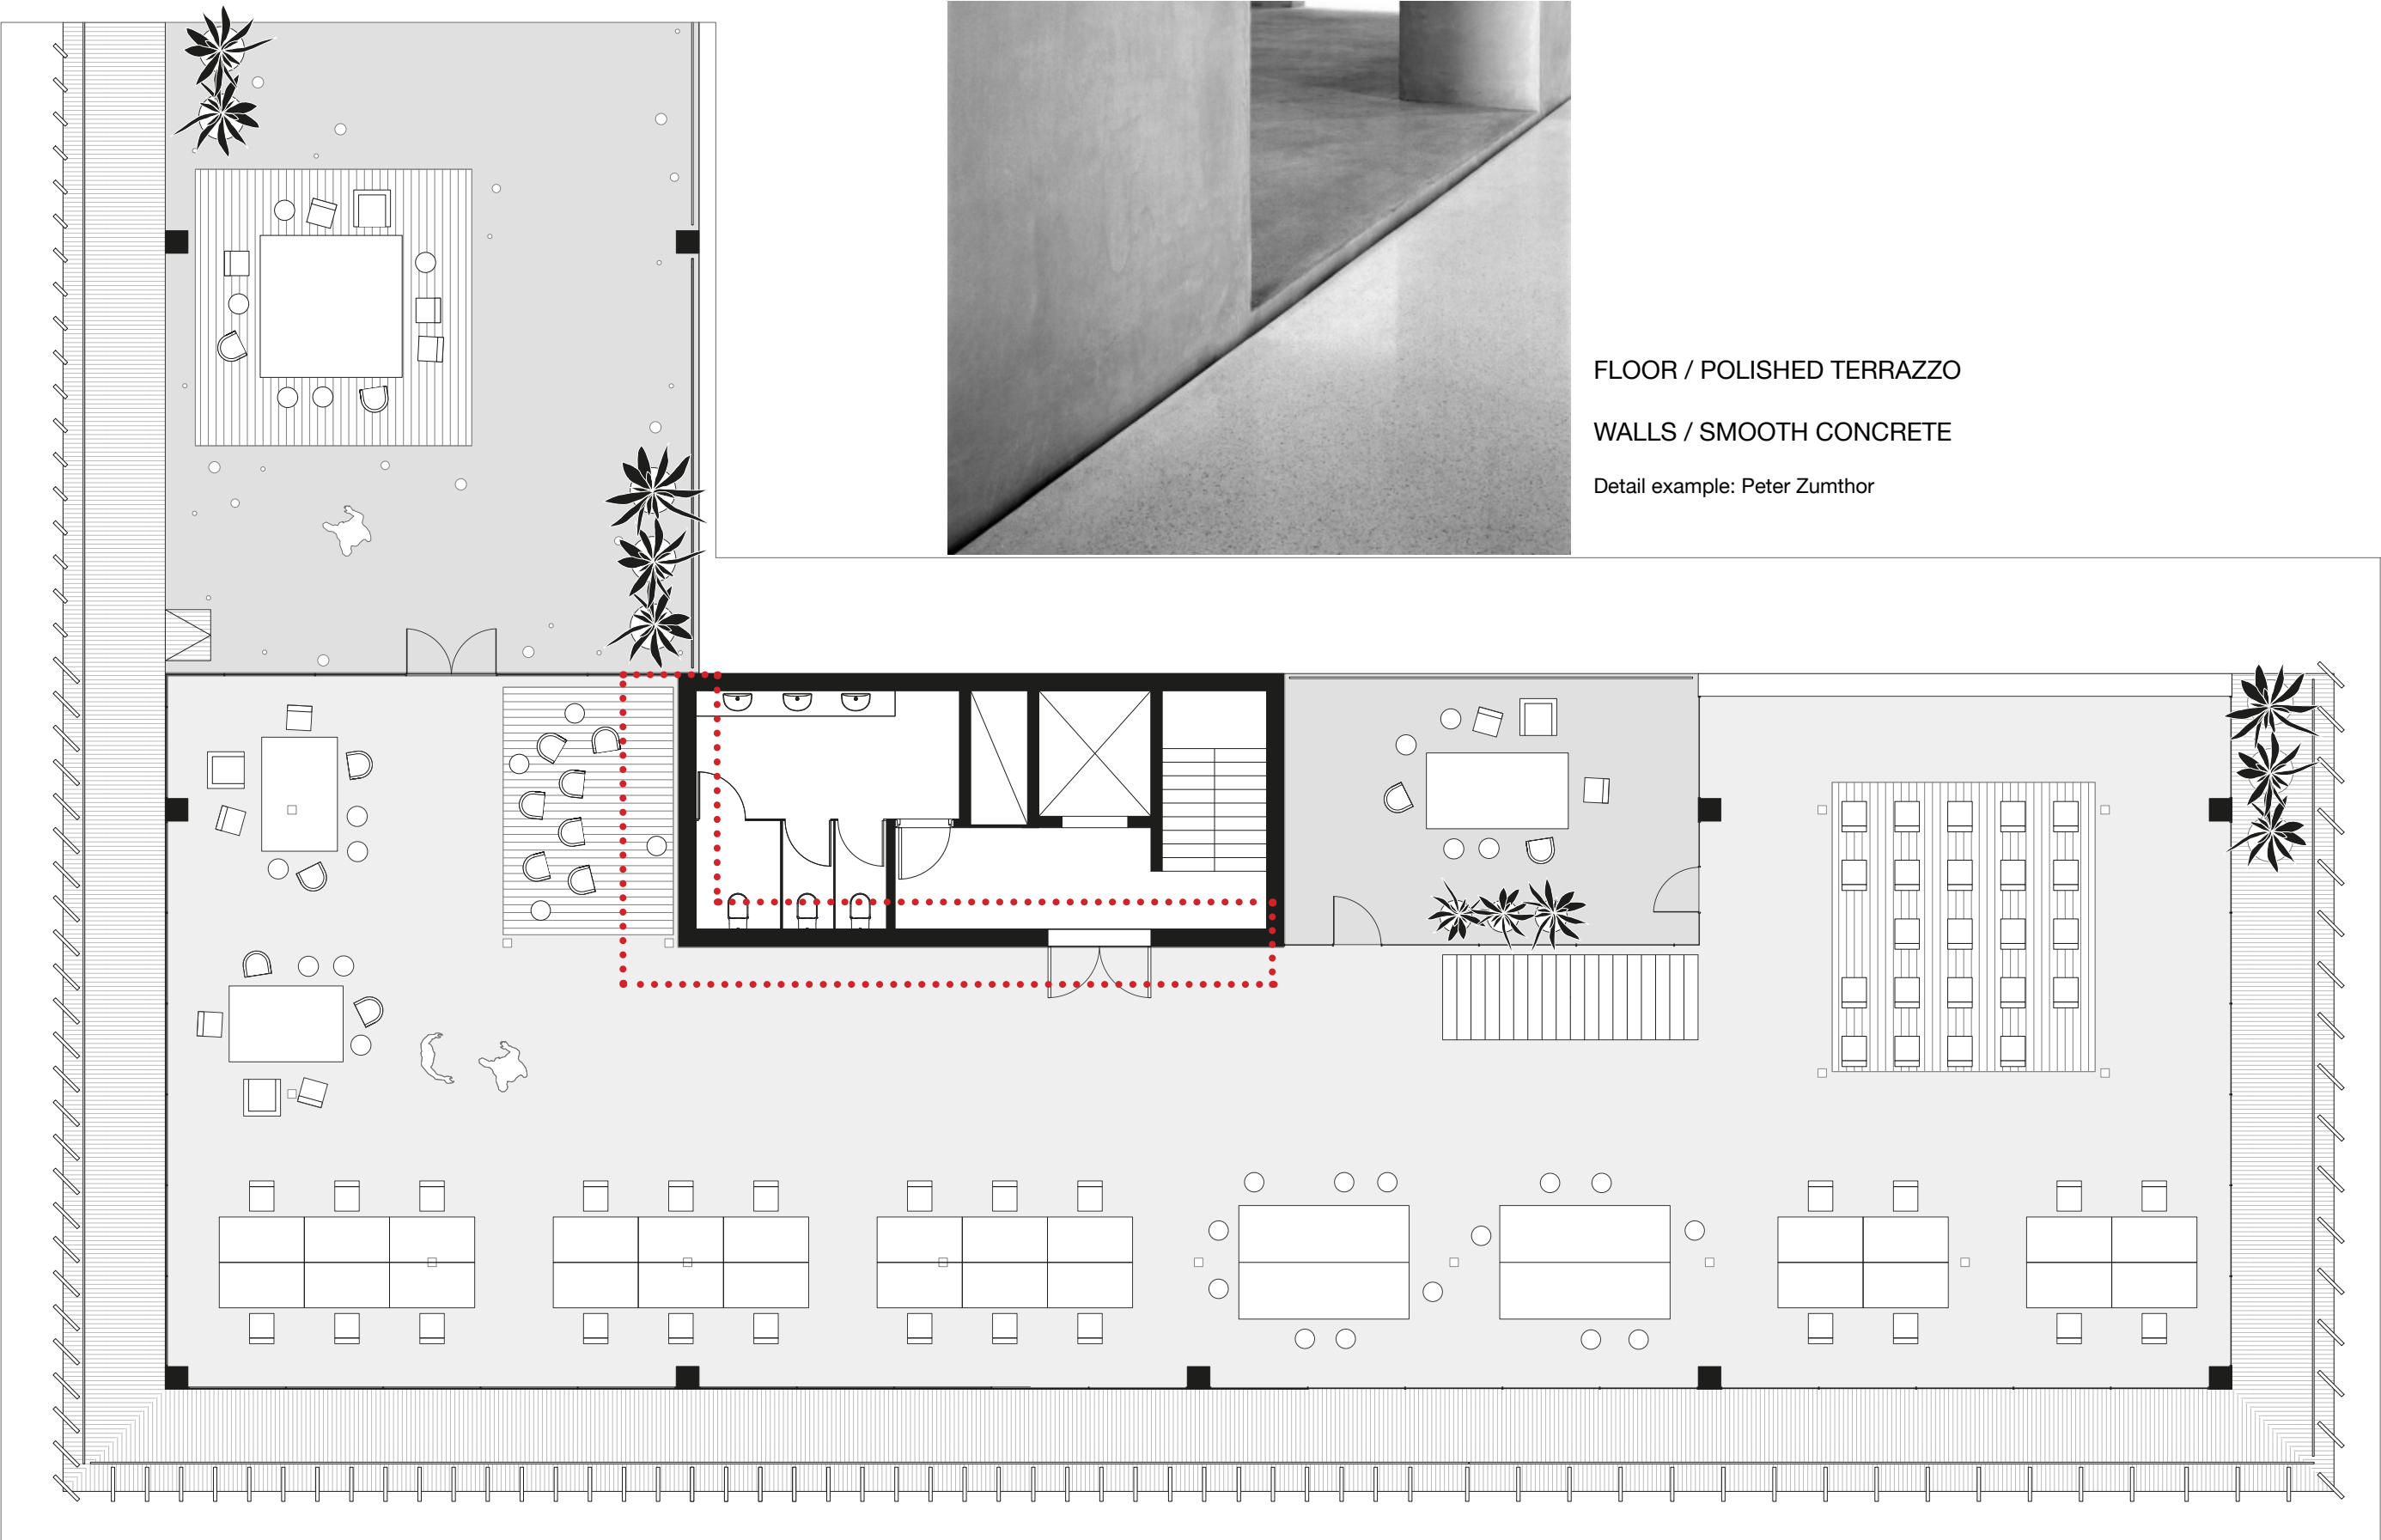 FLOOR / POLISHED TERRAZZO
WALLS / SMOOTH CONCRETE
Detail example: Peter Zumthor